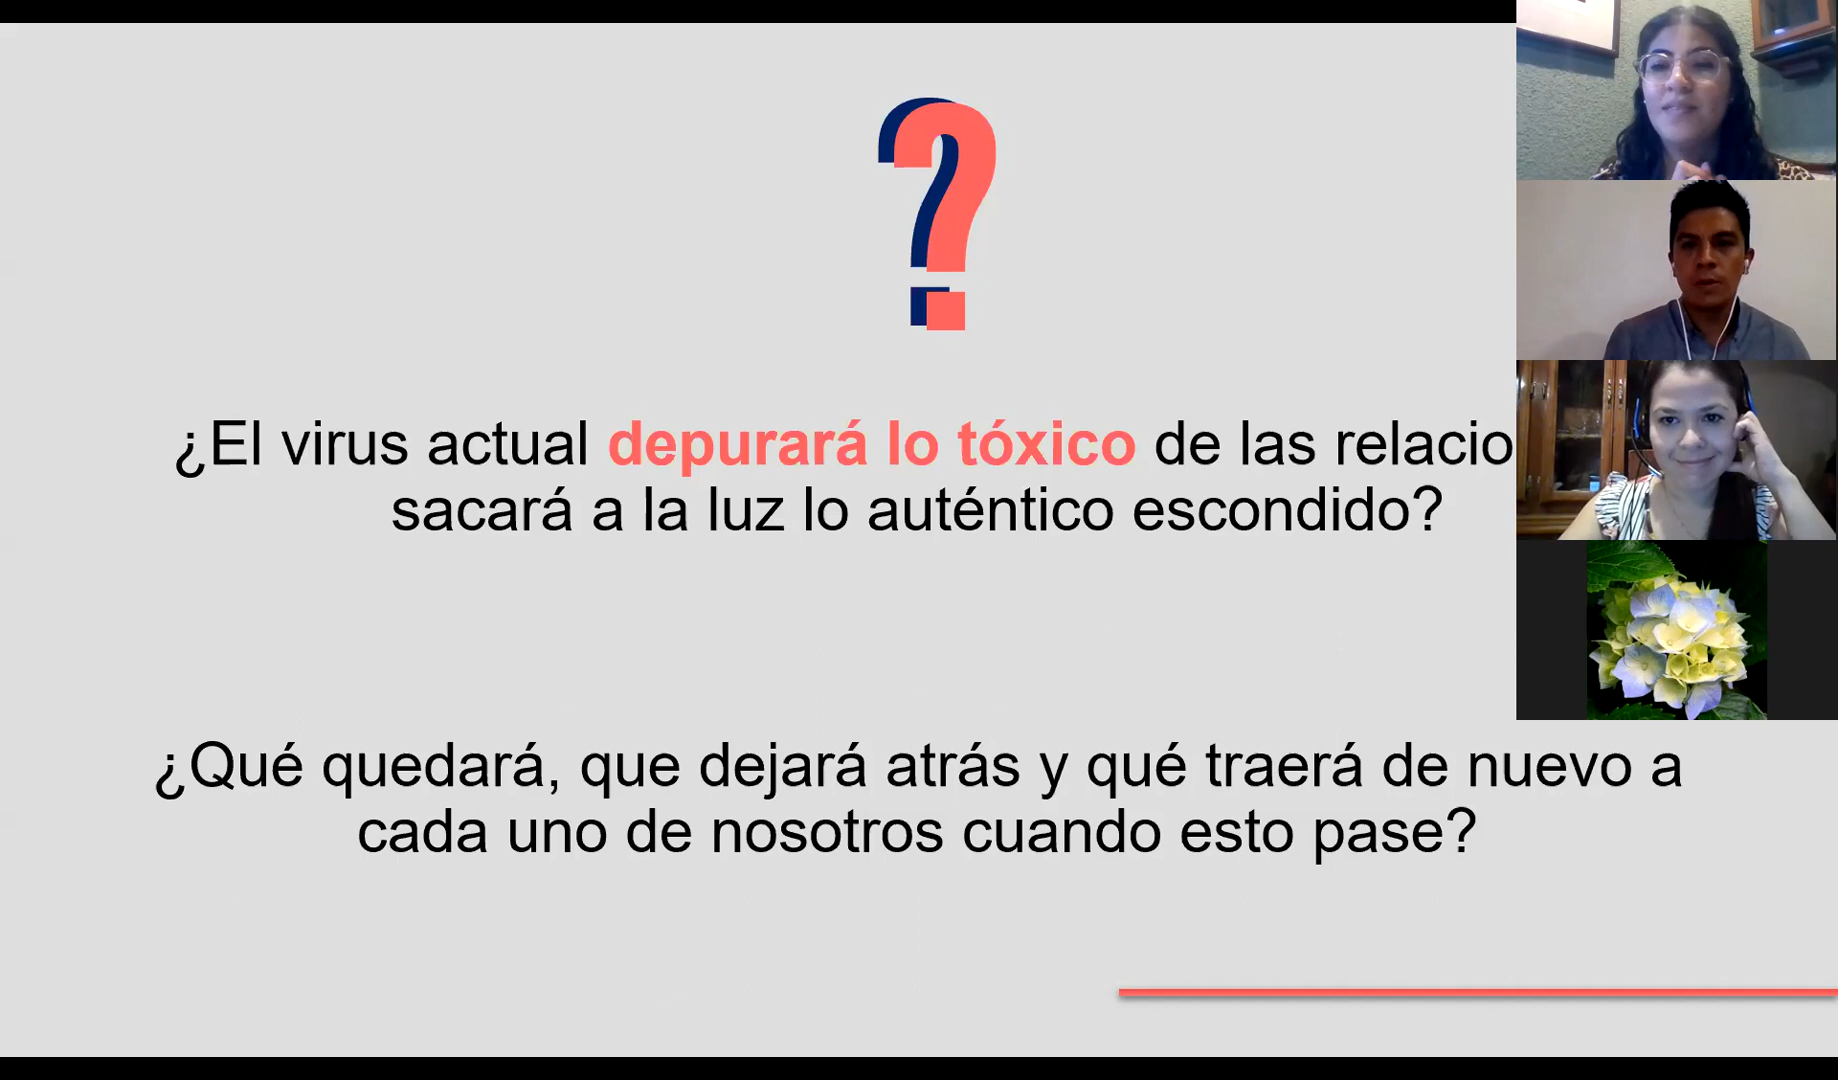 ?
¿El virus actual depurará lo tóxico de las relacio
sacará a la luz lo auténtico escondido?
¿Qué quedará, que dejará atrás y qué traerá de nuevo a
cada uno de nosotros cuando esto pase?